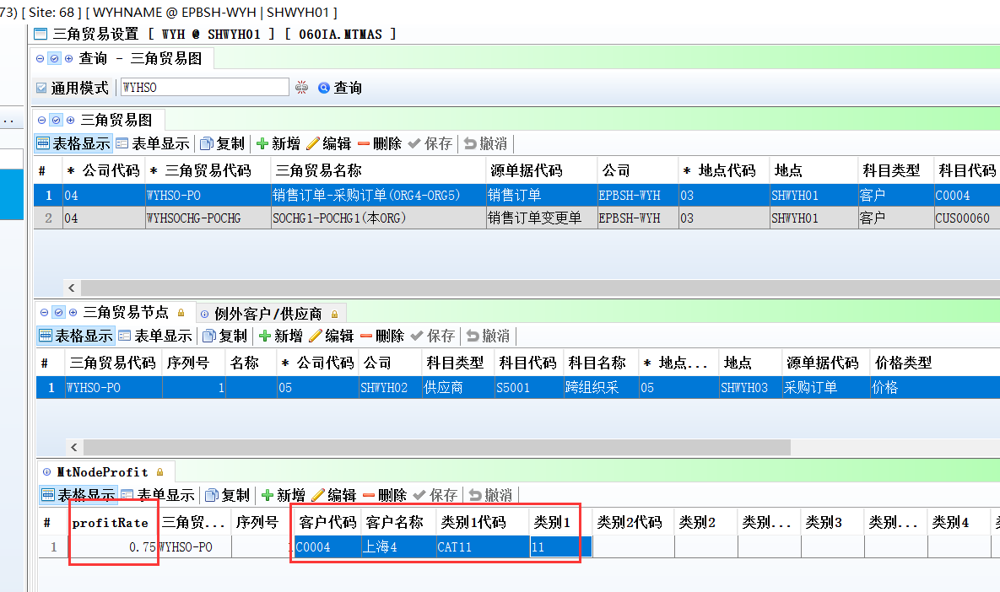 73) [ Site: 68 ] [ WYHNAME @ EPBSH-WYH | SHWYH01 ]
三角贸易设置 [ WYH @ SHWYH01 ] [ 060IA.MTMAS ]
查询 - 三角贸易图
通用模式 WYHSO 查询
三角贸易图
表格显示 表单显示 复制 新增 编辑 删除 保存 撤消
# * 公司代码 * 三角贸易代码 三角贸易名称 源单据代码 公司 * 地点代码 地点 科目类型 科目代码
1 04 WYHSO-PO 销售订单-采购订单(ORG4-ORG5) 销售订单 EPBSH-WYH 03 SHWYH01 客户 C0004
2 04 WYHSOCHG-POCHG SOCHG1-POCHG1(本ORG) 销售订单变更单 EPBSH-WYH 03 SHWYH01 客户 CUS00060
三角贸易节点 例外客户/供应商
表格显示 表单显示 复制 新增 编辑 删除 保存 撤消
# 三角贸易代码 序列号 名称 * 公司代码 公司 科目类型 科目代码 科目名称 * 地点... 地点 源单据代码 价格类型
1 WYHSO-PO 1 05 SHWYH02 供应商 S5001 跨组织采 05 SHWYH03 采购订单 价格
MtNodeProfit
表格显示 表单显示 复制 新增 编辑 删除 保存 撤消
# profitRate 三角贸... 序列号 客户代码 客户名称 类别1代码 类别1 类别2代码 类别2 类别... 类别3 类别... 类别4
1 0.75 WYHSO-PO 1 C0004 上海4 CAT11 11